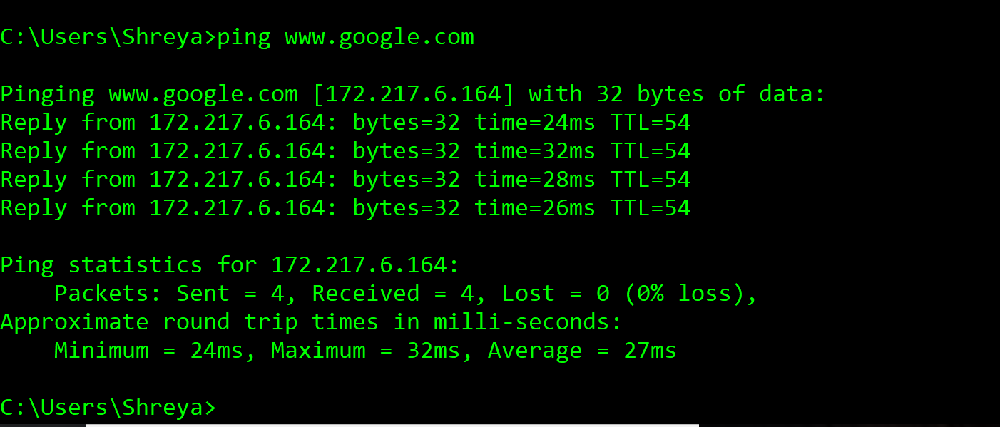 C:\Users\Shreya>ping www.google.com
Pinging www.google.com [172.217.6.164] with 32 bytes of data:
Reply from 172.217.6.164: bytes=32 time=24ms TTL=54
Reply from 172.217.6.164: bytes=32 time=32ms TTL=54
Reply from 172.217.6.164: bytes=32 time=28ms TTL=54
Reply from 172.217.6.164: bytes=32 time=26ms TTL=54
Ping statistics for 172.217.6.164:
    Packets: Sent = 4, Received = 4, Lost = 0 (0% loss),
Approximate round trip times in milli-seconds:
    Minimum = 24ms, Maximum = 32ms, Average = 27ms
C:\Users\Shreya>